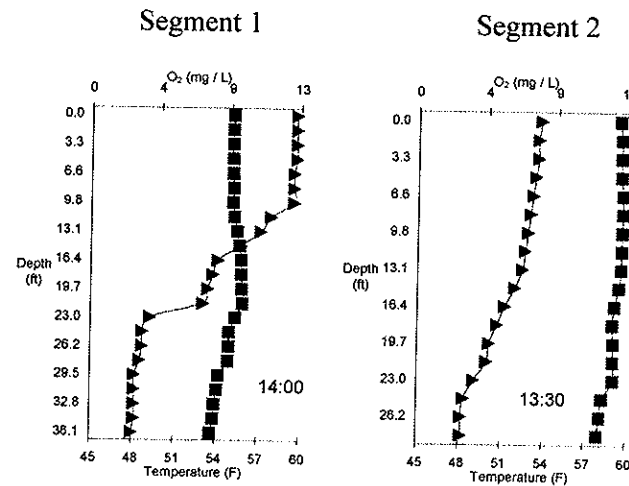 Segment 1
O₂ (mg / L)
0 4 9 13
0.0
3.3
6.6
9.8
13.1
16.4
Depth
(ft)
19.7
23.0
26.2
29.5
32.8
36.1
14:00
45 48 51 54 57 60
Temperature (F)
Segment 2
O₂ (mg / L)
0 4 9 1
0.0
3.3
6.6
9.8
13.1
Depth
(ft)
16.4
19.7
23.0
26.2
13:30
45 48 51 54 57 60
Temperature (F)